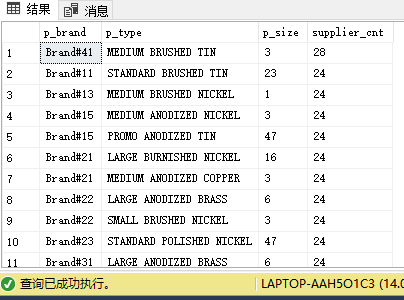 结果 消息
p_brand p_type p_size supplier_cnt
1 Brand#41 MEDIUM BRUSHED TIN 3 28
2 Brand#11 STANDARD BRUSHED TIN 23 24
3 Brand#13 MEDIUM BRUSHED NICKEL 1 24
4 Brand#15 MEDIUM ANODIZED NICKEL 3 24
5 Brand#15 PROMO ANODIZED TIN 47 24
6 Brand#21 LARGE BURNISHED NICKEL 16 24
7 Brand#21 MEDIUM ANODIZED COPPER 3 24
8 Brand#22 LARGE ANODIZED BRASS 6 24
9 Brand#22 SMALL BRUSHED NICKEL 3 24
10 Brand#23 STANDARD POLISHED NICKEL 47 24
11 Brand#31 LARGE ANODIZED BRASS 6 24
查询已成功执行。 LAPTOP-AAH5O1C3 (14.0